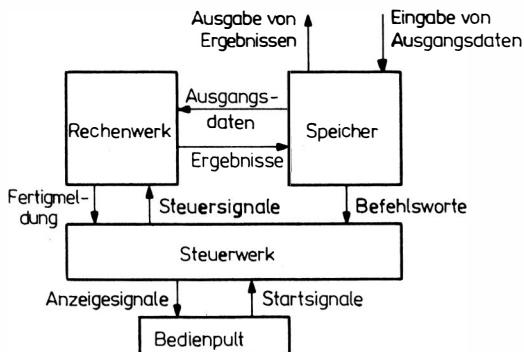 Ausgabe von
Ergebnissen
Eingabe von
Ausgangsdaten
Rechenwerk
Ausgangs-
daten
Ergebnisse
Speicher
Fertigmel-
dung
Steuersignale
Befehlsworte
Steuerwerk
Anzeigesignale
Startsignale
Bedienpult